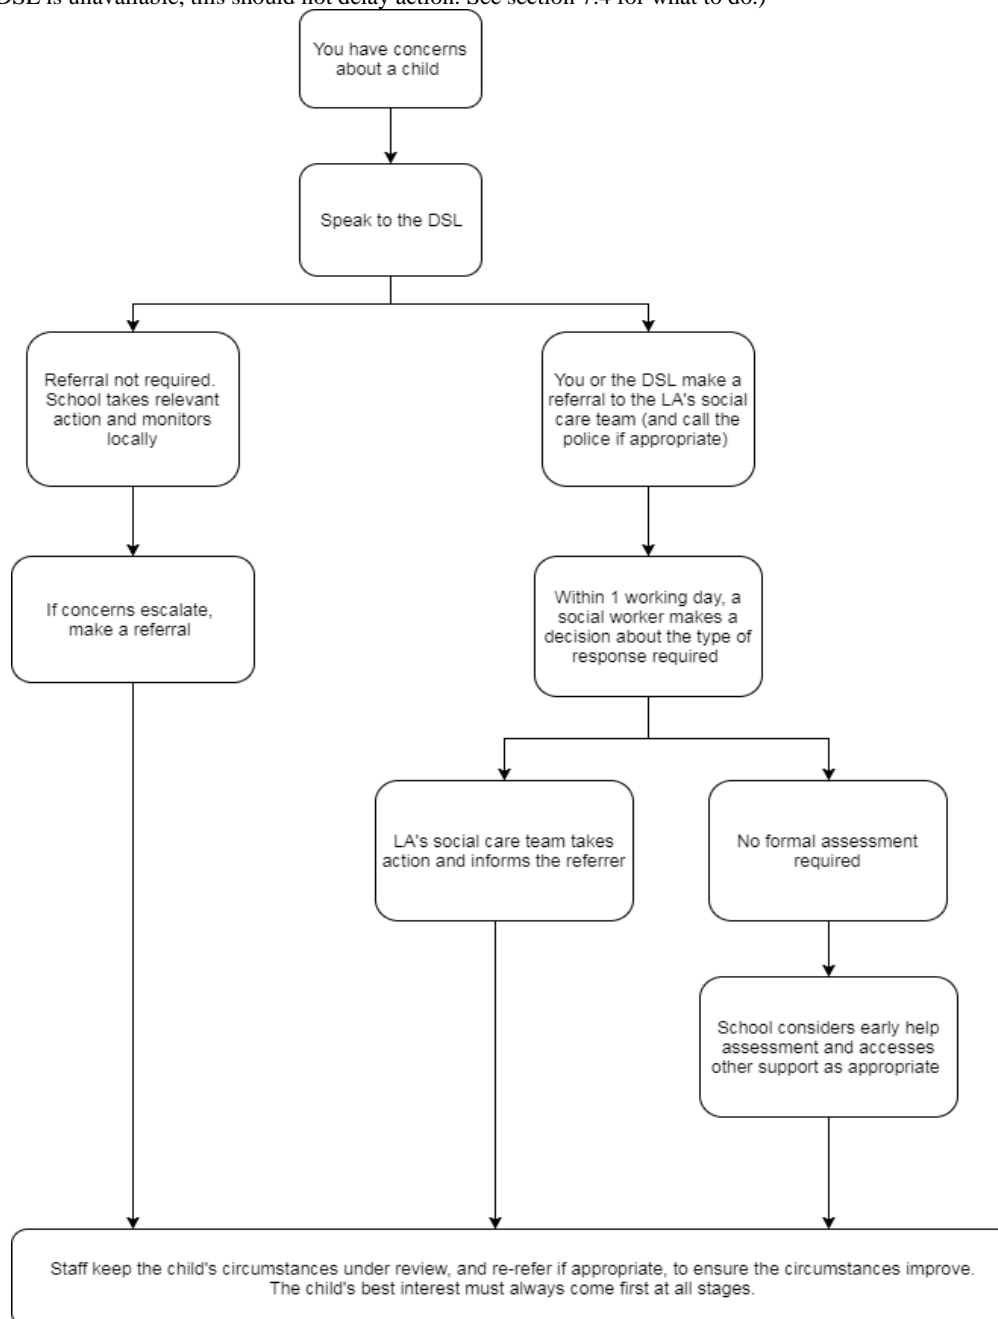 DSL is unavailable, this should not delay action. See section 7.4 for what to do.)
You have concerns
about a child
Speak to the DSL
Referral not required.
School takes relevant
action and monitors
locally
You or the DSL make a
referral to the LA's social
care team (and call the
police if appropriate)
If concerns escalate,
make a referral
Within 1 working day, a
social worker makes a
decision about the type of
response required
LA's social care team takes
action and informs the referrer
No formal assessment
required
School considers early help
assessment and accesses
other support as appropriate
Staff keep the child's circumstances under review, and re-refer if appropriate, to ensure the circumstances improve.
The child's best interest must always come first at all stages.